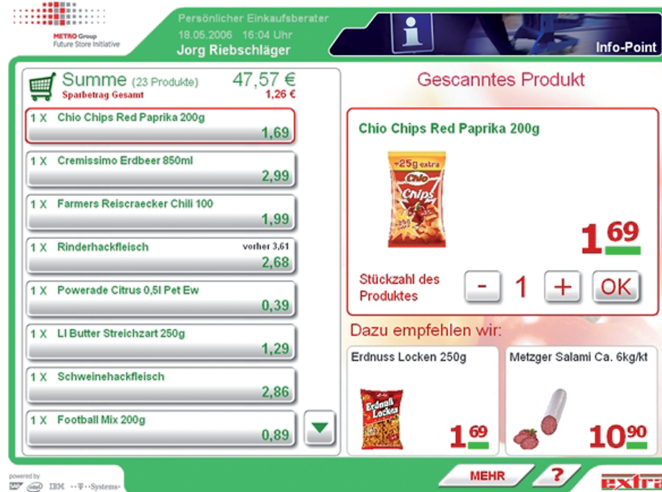 METRO Group
Future Store Initiative
Persönlicher Einkaufsberater
18.05.2006 16:04 Uhr
Jorg Riebschläger
i
Info-Point
Summe (23 Produkte) 47,57 €
Sparbetrag Gesamt 1,26 €
1 X Chio Chips Red Paprika 200g
1,69
1 X Cremissimo Erdbeer 850ml
2,99
1 X Farmers Reiscraecker Chili 100
1,99
1 X Rinderhackfleisch vorher 3,61
2,68
1 X Powerade Citrus 0,5l Pet Ew
0,39
1 X LI Butter Streichzart 250g
1,29
1 X Schweinehackfleisch
2,86
1 X Football Mix 200g
0,89
Gescanntes Produkt
Chio Chips Red Paprika 200g
+25g extra
Chio
Chips
1 69
Stückzahl des
Produktes
- 1 + OK
Dazu empfehlen wir:
Erdnuss Locken 250g
Erdnuß
Locken
1 69
Metzger Salami Ca. 6kg/kt
10 90
powered by
SAP intel IBM ··T··Systems·
MEHR
?
extra